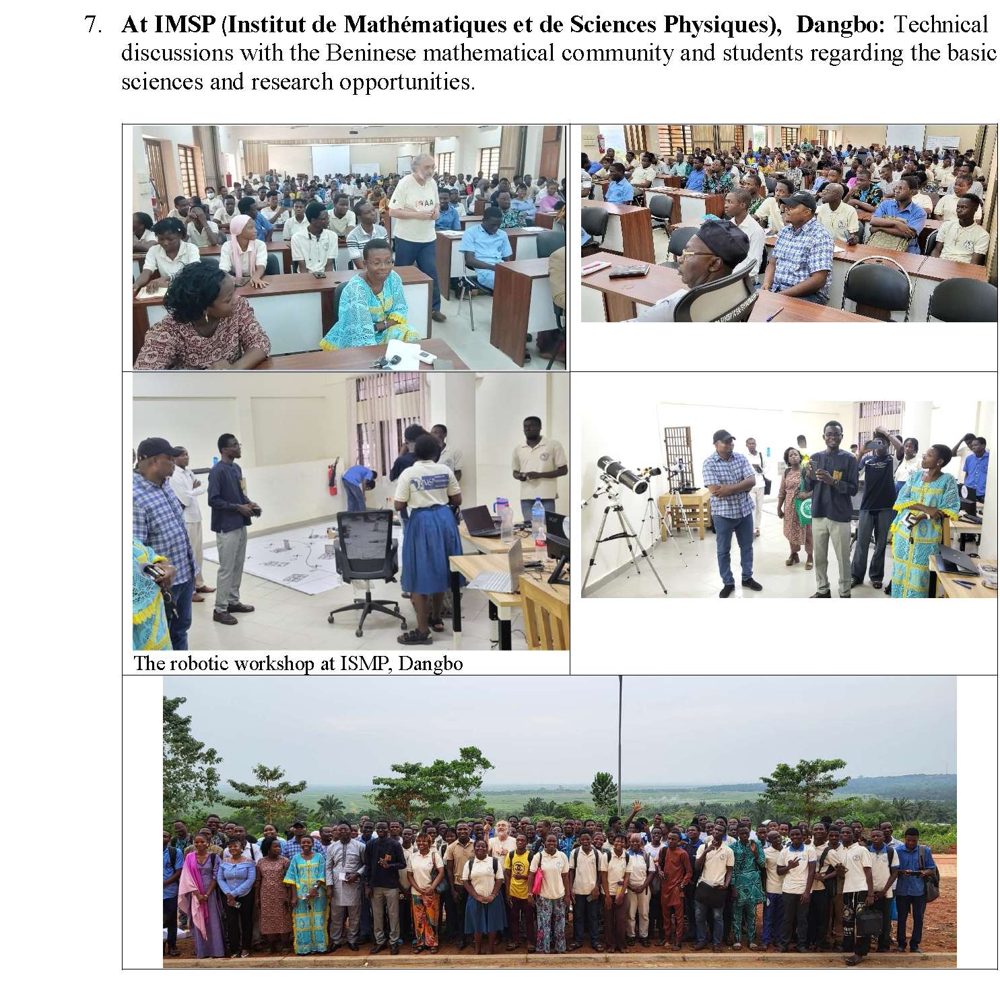 7. At IMSP (Institut de Mathématiques et de Sciences Physiques), Dangbo: Technical
discussions with the Beninese mathematical community and students regarding the basic
sciences and research opportunities.
AA
IMSP
The robotic workshop at ISMP, Dangbo